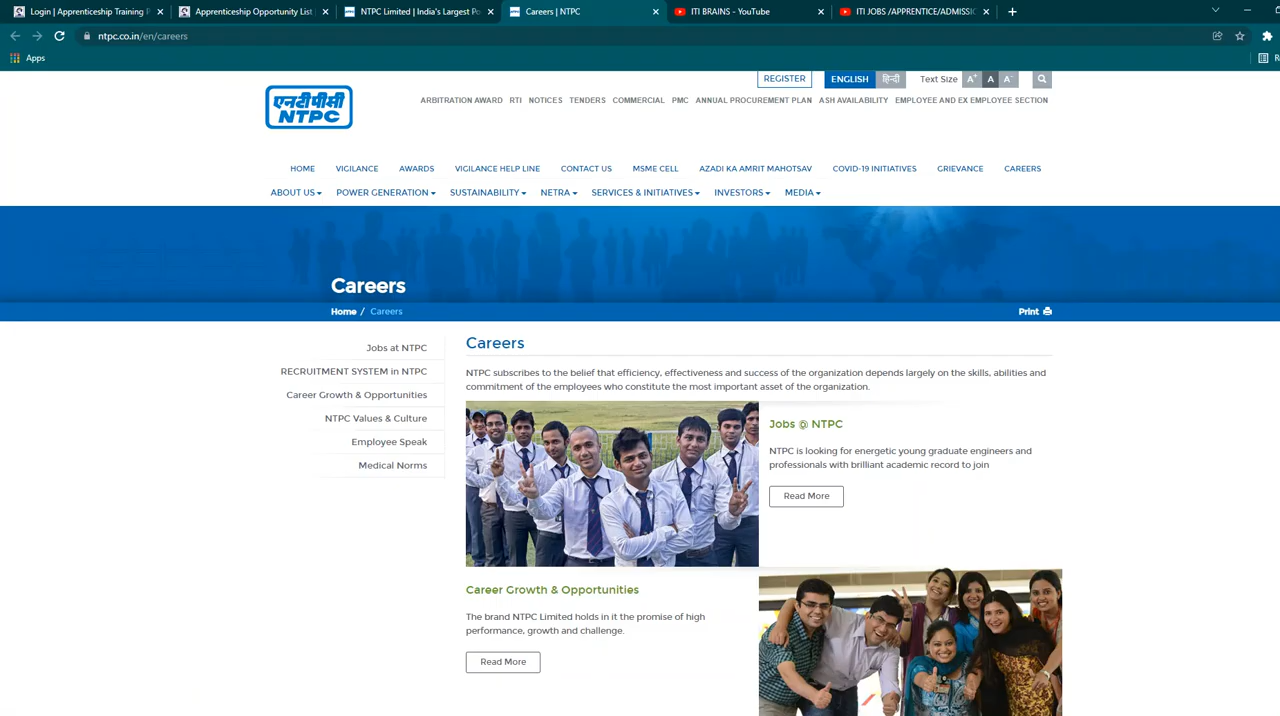 Login | Apprenticeship Training P
Apprenticeship Opportunity List
NTPC Limited | India's Largest Po
Careers | NTPC
ITI BRAINS - YouTube
ITI JOBS /APPRENTICE/ADMISSIC
ntpc.co.in/en/careers
Apps
R
REGISTER
ENGLISH
हिन्दी
Text Size
A+ A A-
एनटीपीसी
NTPC
ARBITRATION AWARD RTI NOTICES TENDERS COMMERCIAL PMC ANNUAL PROCUREMENT PLAN ASH AVAILABILITY EMPLOYEE AND EX EMPLOYEE SECTION
HOME VIGILANCE AWARDS VIGILANCE HELP LINE CONTACT US MSME CELL AZADI KA AMRIT MAHOTSAV COVID-19 INITIATIVES GRIEVANCE CAREERS
ABOUT US POWER GENERATION SUSTAINABILITY NETRA SERVICES & INITIATIVES INVESTORS MEDIA
Careers
Home / Careers
Print
Jobs at NTPC
RECRUITMENT SYSTEM in NTPC
Career Growth & Opportunities
NTPC Values & Culture
Employee Speak
Medical Norms
Careers
NTPC subscribes to the belief that efficiency, effectiveness and success of the organization depends largely on the skills, abilities and
commitment of the employees who constitute the most important asset of the organization.
Jobs @ NTPC
NTPC is looking for energetic young graduate engineers and
professionals with brilliant academic record to join
Read More
Career Growth & Opportunities
The brand NTPC Limited holds in it the promise of high
performance, growth and challenge.
Read More